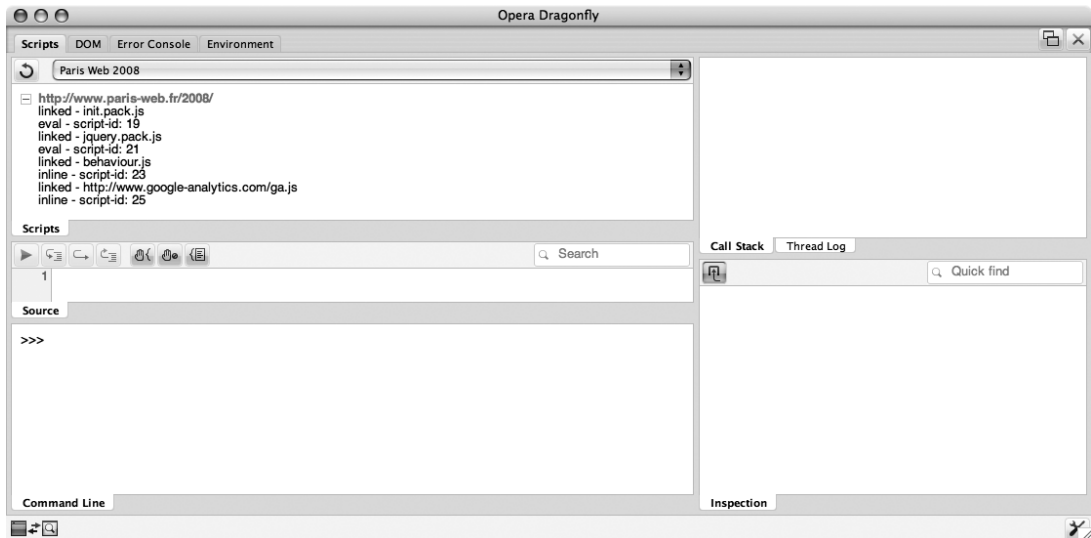 Opera Dragonfly
Scripts DOM Error Console Environment
Paris Web 2008
http://www.paris-web.fr/2008/
linked - init.pack.js
eval - script-id: 19
linked - jquery.pack.js
eval - script-id: 21
linked - behaviour.js
inline - script-id: 23
linked - http://www.google-analytics.com/ga.js
inline - script-id: 25
Scripts
Search
1
Source
>>>
Command Line
Call Stack Thread Log
Quick find
Inspection